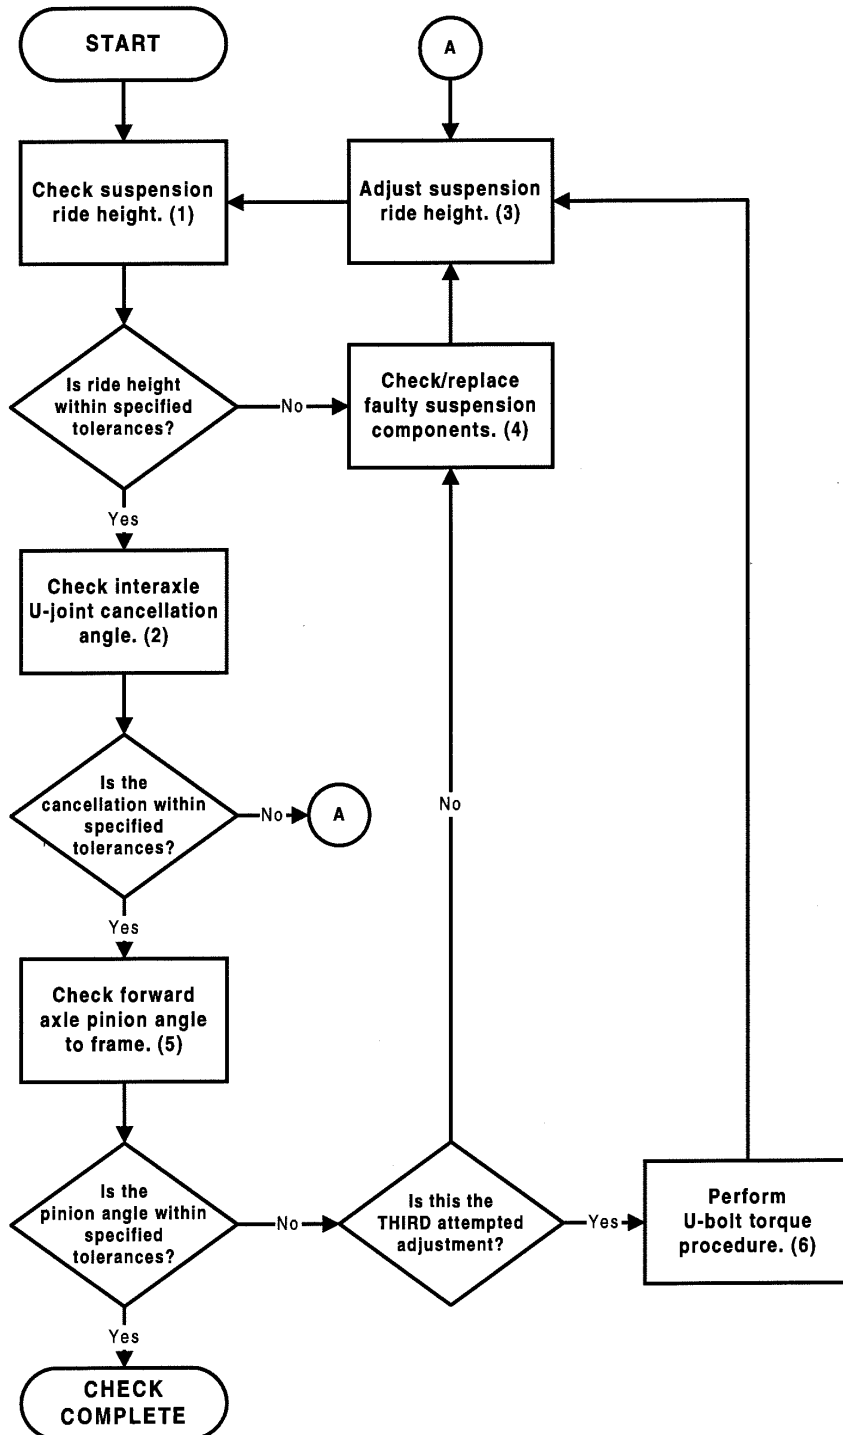 START
A
Check suspension
ride height. (1)
Adjust suspension
ride height. (3)
Is ride height
within specified
tolerances?
No
Check/replace
faulty suspension
components. (4)
Yes
Check interaxle
U-joint cancellation
angle. (2)
Is the
cancellation within
specified
tolerances?
No
A
No
Yes
Check forward
axle pinion angle
to frame. (5)
Is the
pinion angle within
specified
tolerances?
No
Is this the
THIRD attempted
adjustment?
Yes
Perform
U-bolt torque
procedure. (6)
Yes
CHECK
COMPLETE